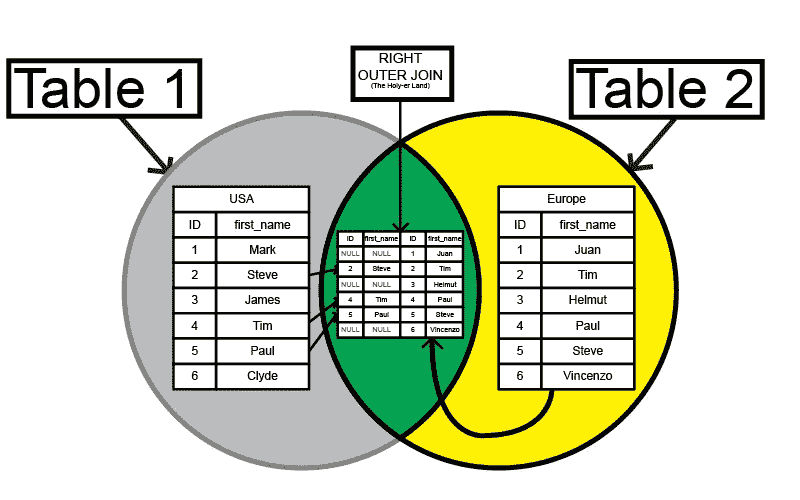 RIGHT
OUTER JOIN
(The Holy-er Land)
Table 1
Table 2
USA
ID first_name
1 Mark
2 Steve
3 James
4 Tim
5 Paul
6 Clyde
ID first_name ID first_name
NULL NULL 1 Juan
2 Steve 2 Tim
NULL NULL 3 Helmut
4 Tim 4 Paul
5 Paul 5 Steve
NULL NULL 6 Vincenzo
Europe
ID first_name
1 Juan
2 Tim
3 Helmut
4 Paul
5 Steve
6 Vincenzo